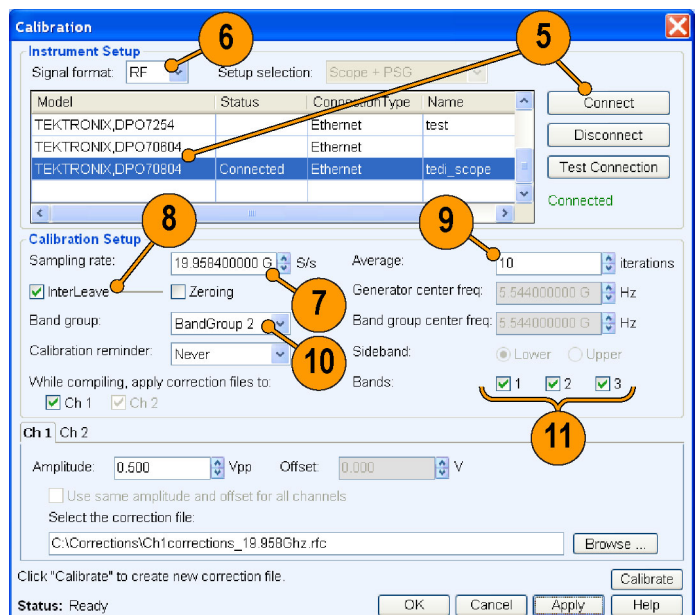 Calibration
Instrument Setup
6
5
Signal format: RF Setup selection: Scope + PSG
Model Status ConnectionType Name
TEKTRONIX,DPO7254 Ethernet test
TEKTRONIX,DPO70604 Ethernet
TEKTRONIX,DPO70804 Connected Ethernet tedi_scope
Connect
Disconnect
Test Connection
Connected
8
9
Calibration Setup
Sampling rate: 19.958400000 G S/s Average: 10 iterations
InterLeave Zeroing 7 Generator center freq: 5.544000000 G Hz
Band group: BandGroup 2 Band group center freq: 5.544000000 G Hz
10
Calibration reminder: Never Sideband: Lower Upper
While compiling, apply correction files to: Bands: 1 2 3
Ch 1 Ch 2
11
Ch 1 Ch 2
Amplitude: 0.500 Vpp Offset: 0.000 V
Use same amplitude and offset for all channels
Select the correction file:
C:\Corrections\Ch1corrections_19.958Ghz.rfc Browse ...
Click "Calibrate" to create new correction file. Calibrate
Status: Ready OK Cancel Apply Help